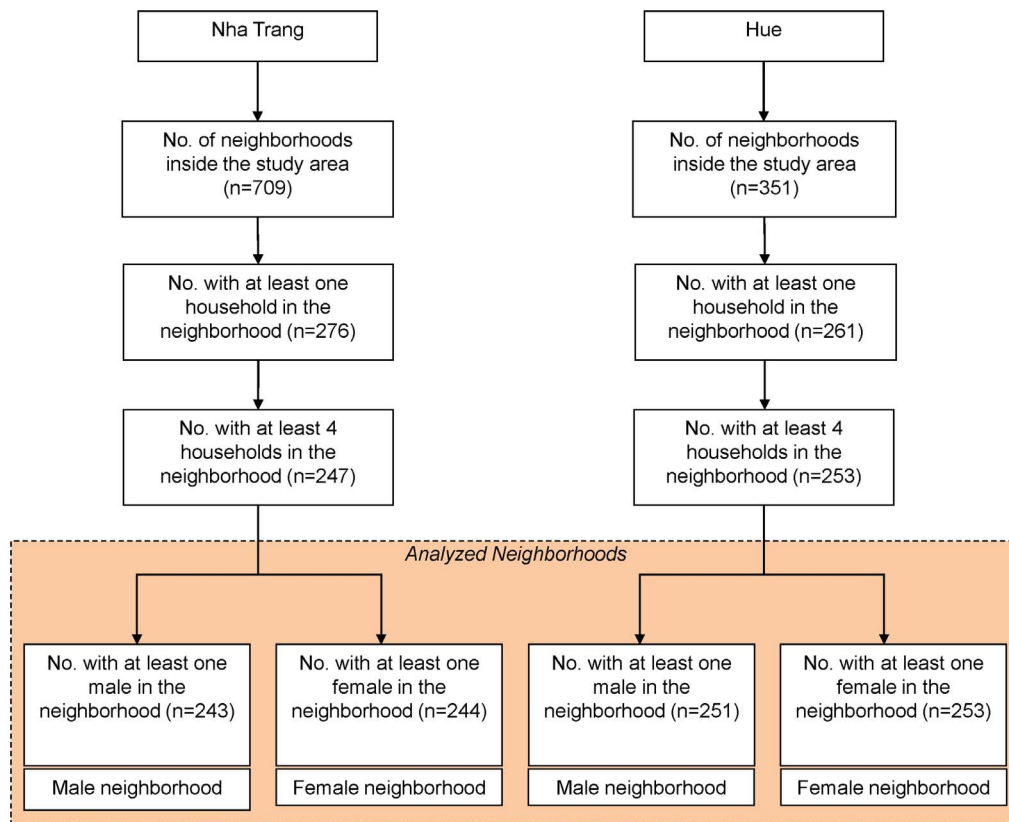 Nha Trang
No. of neighborhoods
inside the study area
(n=709)
No. with at least one
household in the
neighborhood (n=276)
No. with at least 4
households in the
neighborhood (n=247)
Hue
No. of neighborhoods
inside the study area
(n=351)
No. with at least one
household in the
neighborhood (n=261)
No. with at least 4
households in the
neighborhood (n=253)
Analyzed Neighborhoods
No. with at least one
male in the
neighborhood (n=243)
Male neighborhood
No. with at least one
female in the
neighborhood (n=244)
Female neighborhood
No. with at least one
male in the
neighborhood (n=251)
Male neighborhood
No. with at least one
female in the
neighborhood (n=253)
Female neighborhood